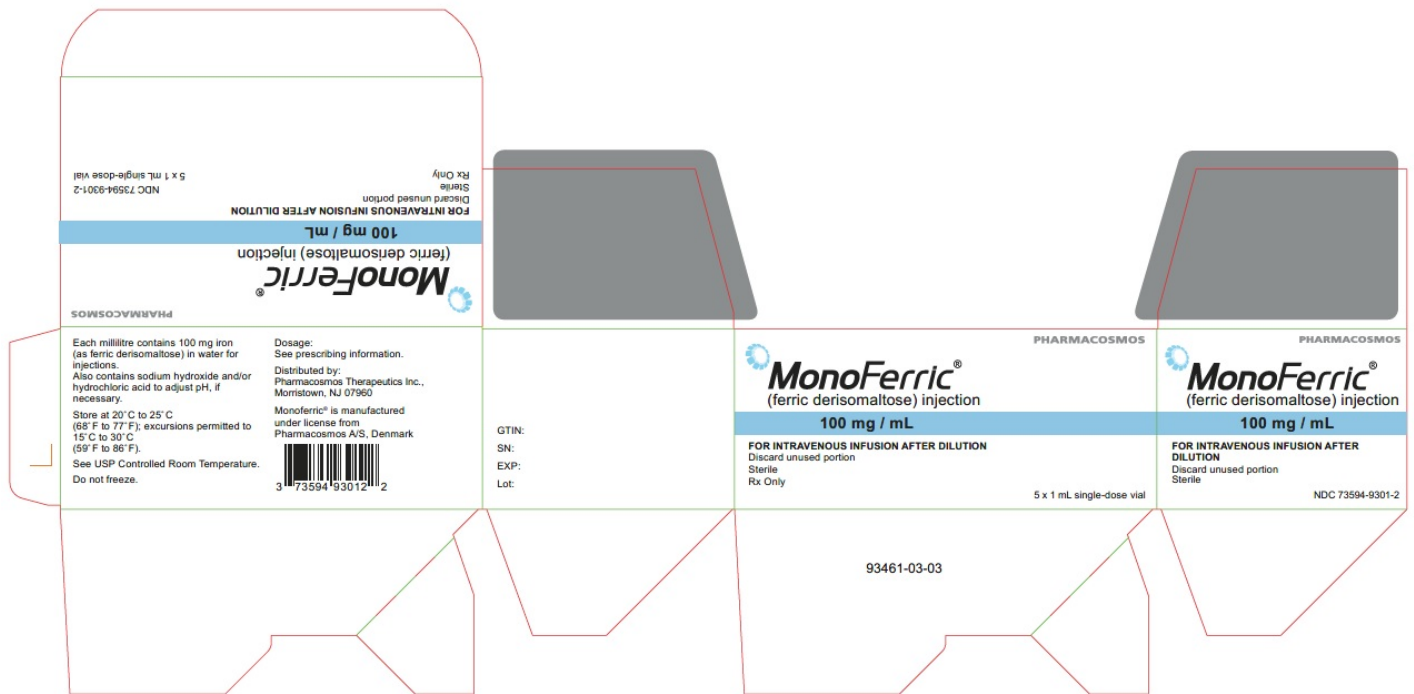 PHARMACOSMOS
MonoFerric®
(ferric derisomaltose) injection
100 mg / mL
FOR INTRAVENOUS INFUSION AFTER DILUTION
Discard unused portion
Sterile
Rx Only
NDC 73594-9301-2
5 x 1 mL single-dose vial
Each millilitre contains 100 mg iron
(as ferric derisomaltose) in water for
injections.
Also contains sodium hydroxide and/or
hydrochloric acid to adjust pH, if
necessary.
Store at 20˚C to 25˚C
(68˚F to 77˚F); excursions permitted to
15˚C to 30˚C
(59˚F to 86˚F).
See USP Controlled Room Temperature.
Do not freeze.
Dosage:
See prescribing information.
Distributed by:
Pharmacosmos Therapeutics Inc.,
Morristown, NJ 07960
Monoferric® is manufactured
under license from
Pharmacosmos A/S, Denmark
3 73594 93012 2
GTIN:
SN:
EXP:
Lot:
PHARMACOSMOS
MonoFerric®
(ferric derisomaltose) injection
100 mg / mL
FOR INTRAVENOUS INFUSION AFTER DILUTION
Discard unused portion
Sterile
Rx Only
5 x 1 mL single-dose vial
PHARMACOSMOS
MonoFerric®
(ferric derisomaltose) injection
100 mg / mL
FOR INTRAVENOUS INFUSION AFTER
DILUTION
Discard unused portion
Sterile
NDC 73594-9301-2
93461-03-03